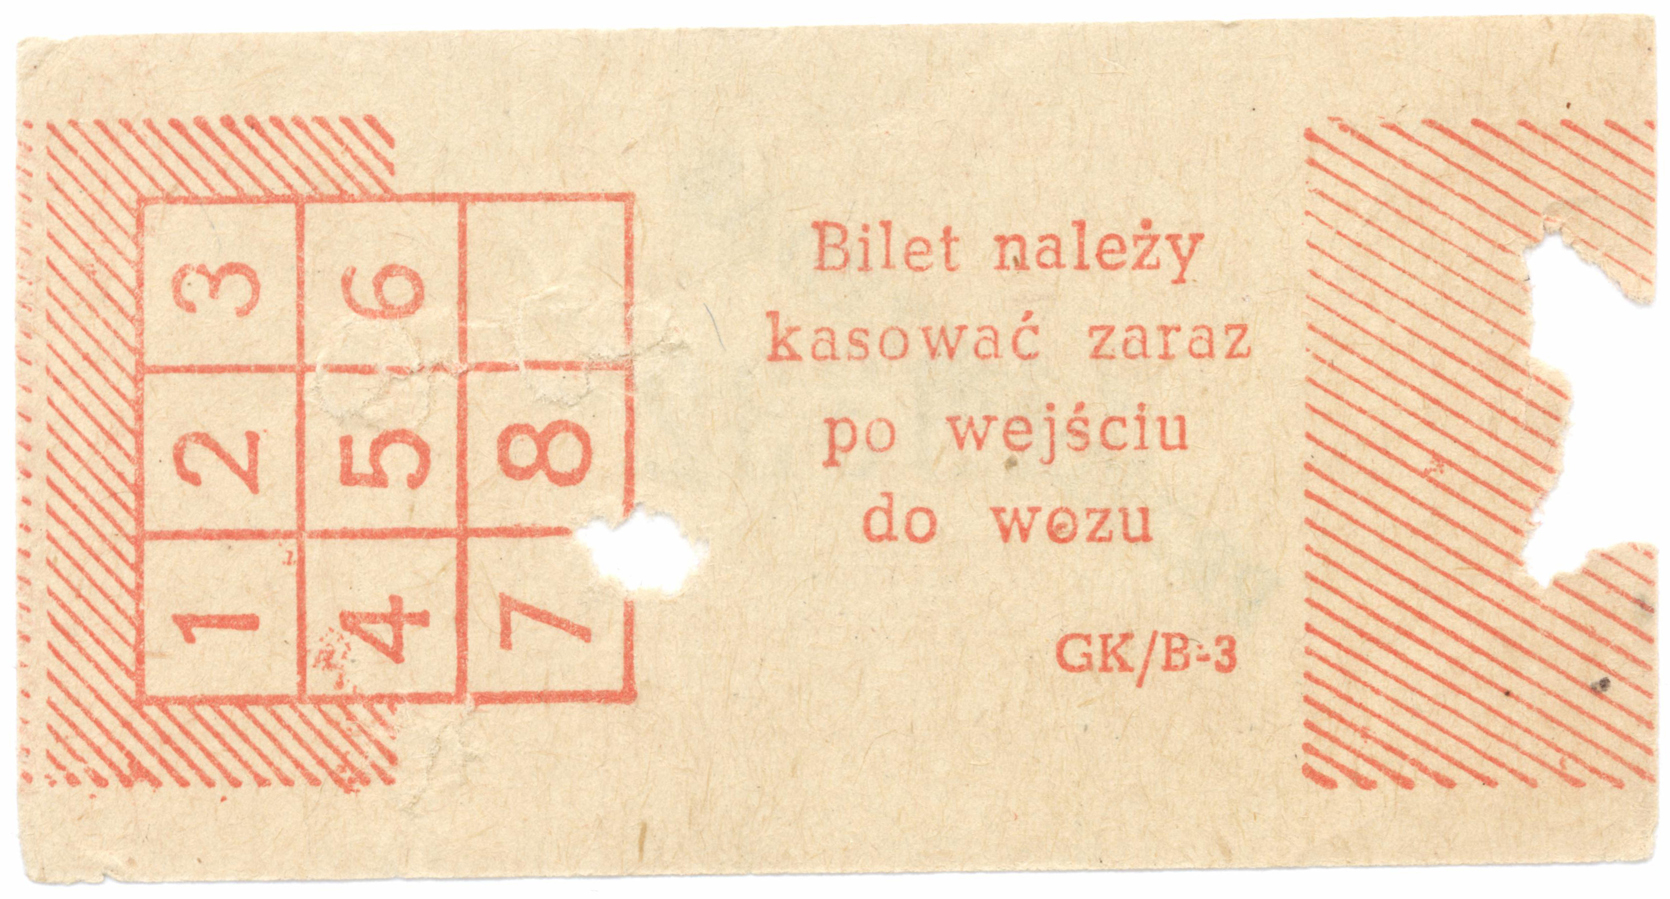 3 6
2 5 8
1 4 7
Bilet należy
kasować zaraz
po wejściu
do wozu
GK/B-3